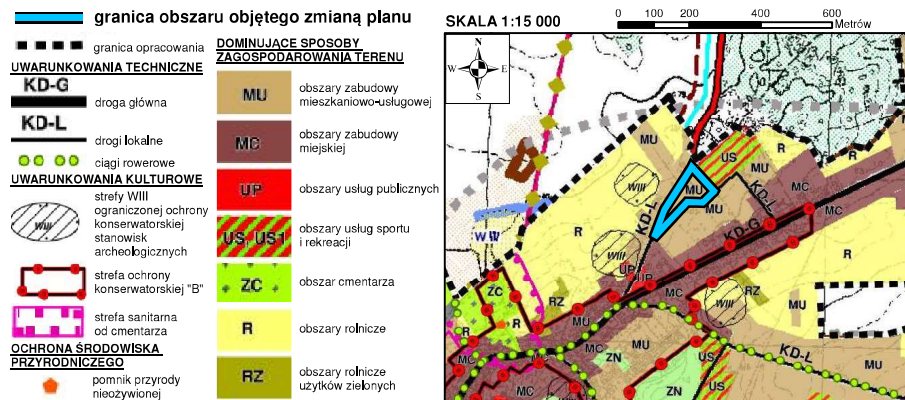 granica obszaru objętego zmianą planu
granica opracowania
UWARUNKOWANIA TECHNICZNE
KD-G
droga główna
KD-L
drogi lokalne
ciągi rowerowe
UWARUNKOWANIA KULTUROWE
WIII
strefy WIII
ograniczonej ochrony
konserwatorskiej
stanowisk
archeologicznych
strefa ochrony
konserwatorskiej "B"
strefa sanitarna
od cmentarza
OCHRONA ŚRODOWISKA
PRZYRODNICZEGO
pomnik przyrody
nieożywionej
DOMINUJĄCE SPOSOBY
ZAGOSPODAROWANIA TERENU
MU
obszary zabudowy
mieszkaniowo-usługowej
MC
obszary zabudowy
miejskiej
UP
obszary usług publicznych
US, US1
obszary usług sportu
i rekreacji
ZC
obszar cmentarza
R
obszary rolnicze
RZ
obszary rolnicze
użytków zielonych
SKALA 1:15 000
0 200 400 600 Metrów
N
W E
S
MU
US
R
MU
R
WIII
MU
MC
MU
KD-L
KD-L
MC
R
KD-G
W III
WIII
UP
UP
R
ZC
MC
RZ
WIII
RZ
MU
R
MU
MC
US
MC
ZN
KD-L
MU
MC
ZN
US